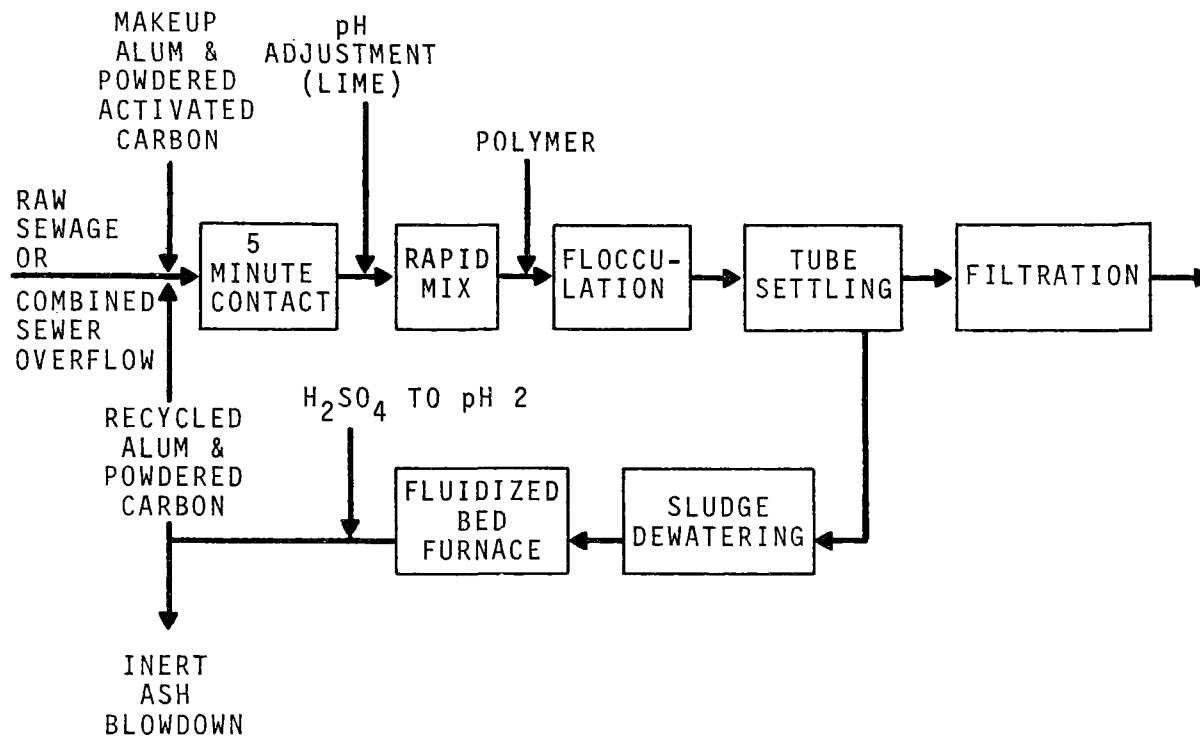 MAKEUP
ALUM &
POWDERED
ACTIVATED
CARBON
pH
ADJUSTMENT
(LIME)
POLYMER
RAW
SEWAGE
OR
COMBINED
SEWER
OVERFLOW
5
MINUTE
CONTACT
RAPID
MIX
FLOCCU-
LATION
TUBE
SETTLING
FILTRATION
RECYCLED
ALUM &
POWDERED
CARBON
H₂SO₄ TO pH 2
FLUIDIZED
BED
FURNACE
SLUDGE
DEWATERING
INERT
ASH
BLOWDOWN